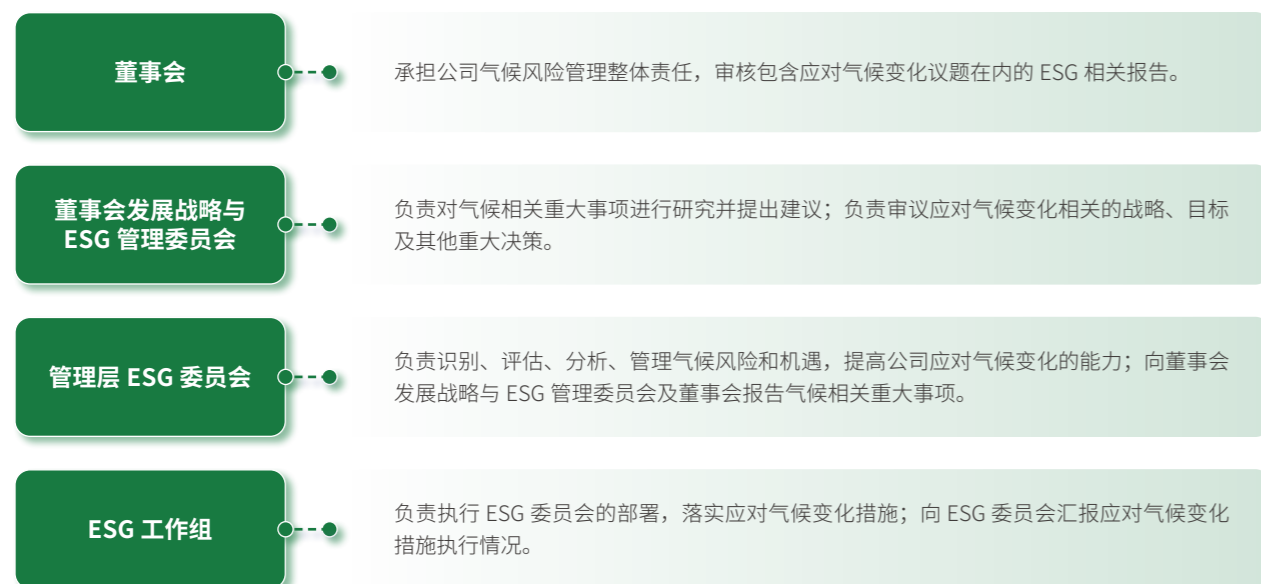 董事会
承担公司气候风险管理整体责任，审核包含应对气候变化议题在内的 ESG 相关报告。
董事会发展战略与
ESG 管理委员会
负责对气候相关重大事项进行研究并提出建议；负责审议应对气候变化相关的战略、目标
及其他重大决策。
管理层 ESG 委员会
负责识别、评估、分析、管理气候风险和机遇，提高公司应对气候变化的能力；向董事会
发展战略与 ESG 管理委员会及董事会报告气候相关重大事项。
ESG 工作组
负责执行 ESG 委员会的部署，落实应对气候变化措施；向 ESG 委员会汇报应对气候变化
措施执行情况。